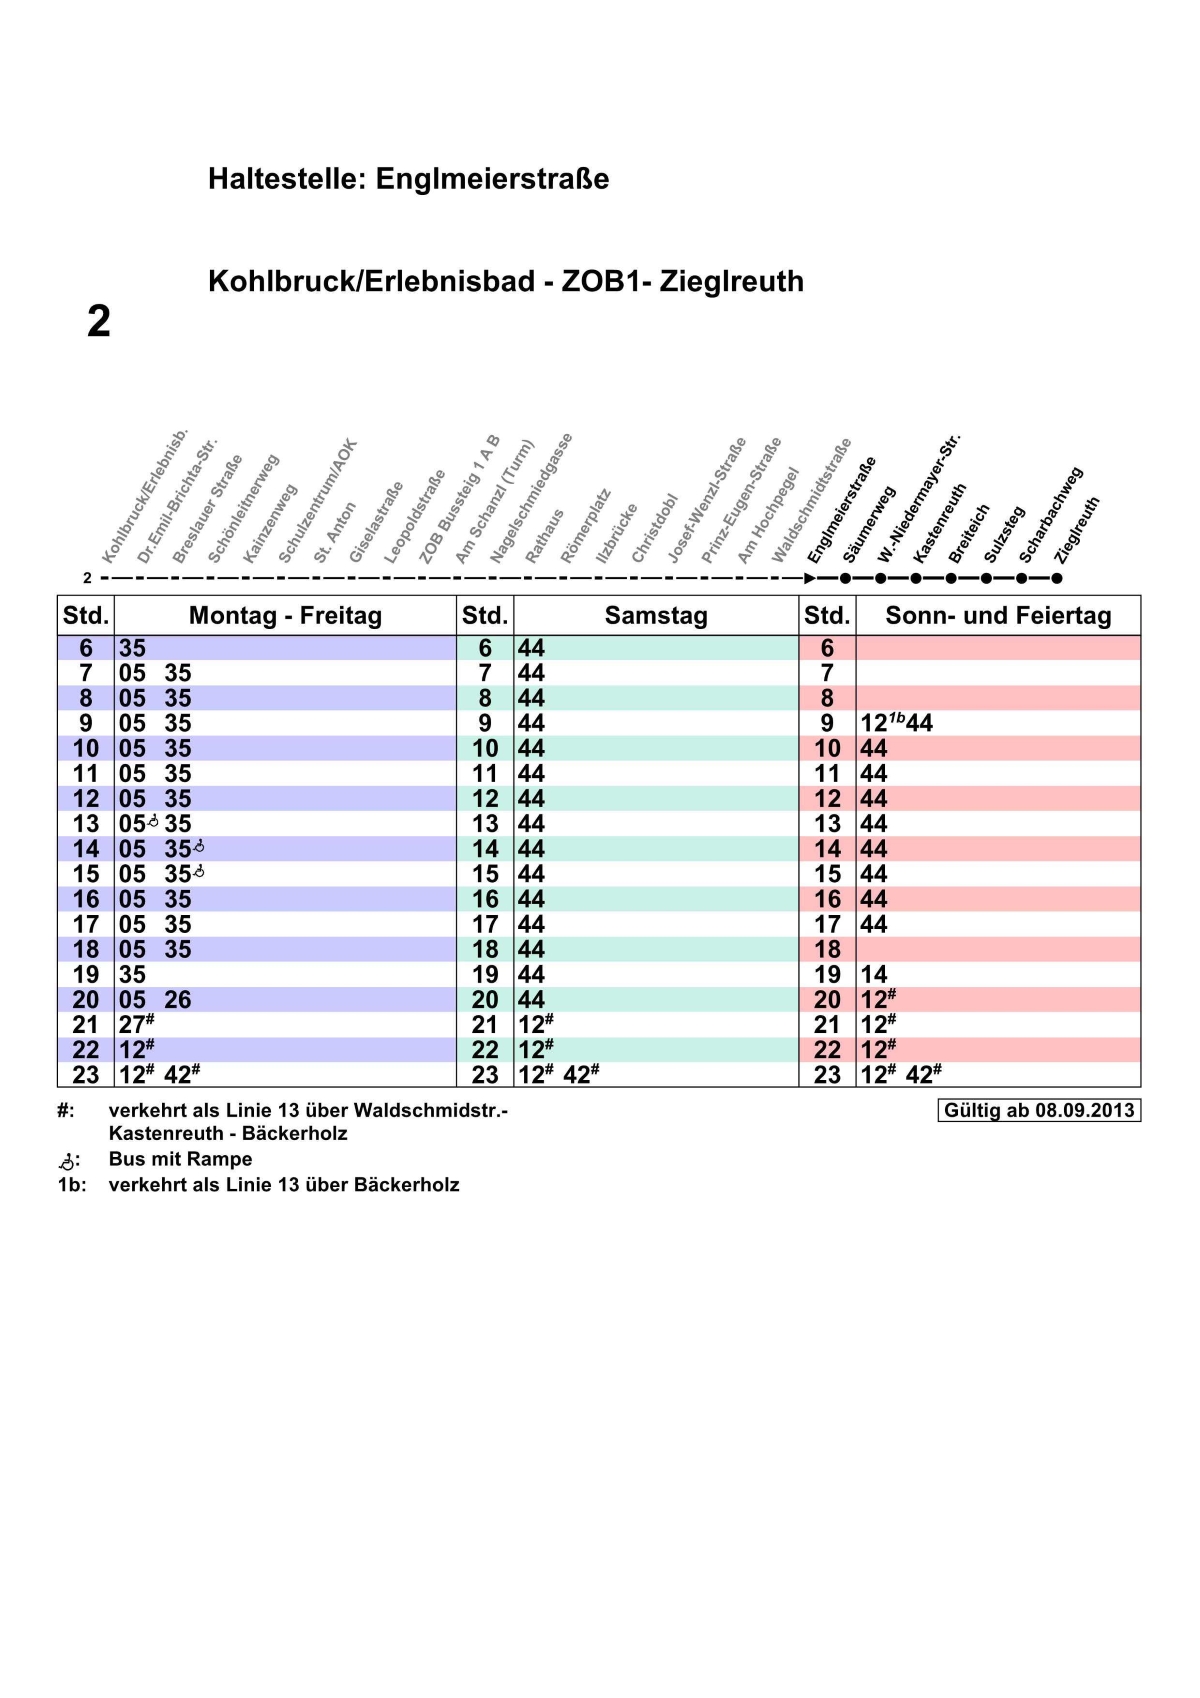 Haltestelle: Englmeierstraße
Kohlbruck/Erlebnisbad - ZOB1- Zieglreuth
2
Kohlbruck/Erlebnisb.
Dr.Emil-Brichta-Str.
Breslauer Straße
Schönleitnerweg
Kainzenweg
Schulzentrum/AOK
St. Anton
Giselastraße
Leopoldstraße
ZOB Bussteig 1 A B
Am Schanzl (Turm)
Nagelschmiedgasse
Rathaus
Römerplatz
Ilzbrücke
Christdobl
Josef-Wenzl-Straße
Prinz-Eugen-Straße
Am Hochpegel
Waldschmidtstraße
Englmeierstraße
Säumerweg
W.-Niedermayer-Str.
Kastenreuth
Breiteich
Sulzsteg
Scharbachweg
Zieglreuth
2
Std. Montag - Freitag Std. Samstag Std. Sonn- und Feiertag
6 35 6 44 6
7 05 35 7 44 7
8 05 35 8 44 8
9 05 35 9 44 9 12 1b 44
10 05 35 10 44 10 44
11 05 35 11 44 11 44
12 05 35 12 44 12 44
13 05 35 13 44 13 44
14 05 35 14 44 14 44
15 05 35 15 44 15 44
16 05 35 16 44 16 44
17 05 35 17 44 17 44
18 05 35 18 44 18
19 35 19 44 19 14
20 05 26 20 44 20 12#
21 27# 21 12# 21 12#
22 12# 22 12# 22 12#
23 12# 42# 23 12# 42# 23 12# 42#
#: verkehrt als Linie 13 über Waldschmidstr.-
Kastenreuth - Bäckerholz
Gültig ab 08.09.2013
: Bus mit Rampe
1b: verkehrt als Linie 13 über Bäckerholz